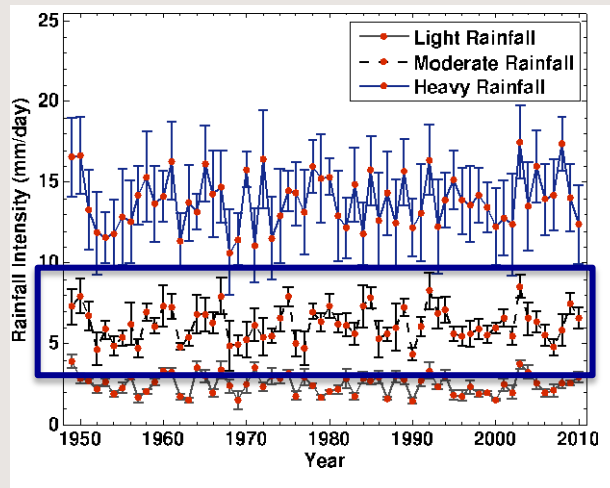 25
20
15
10
5
0
Rainfall Intensity (mm/day)
Light Rainfall
Moderate Rainfall
Heavy Rainfall
1950 1960 1970 1980 1990 2000 2010
Year